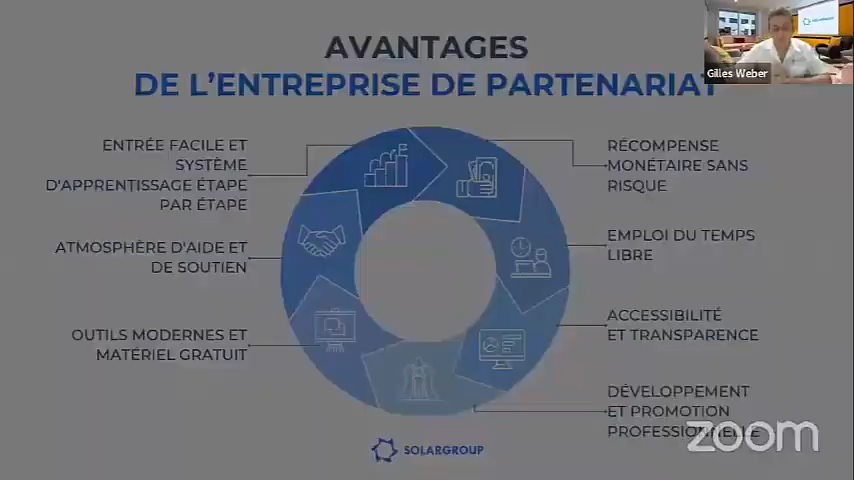 AVANTAGES
DE L'ENTREPRISE DE PARTENARIAT
Gilles Weber
ENTRÉE FACILE ET
SYSTÈME
D'APPRENTISSAGE ÉTAPE
PAR ÉTAPE
ATMOSPHÈRE D'AIDE ET
DE SOUTIEN
OUTILS MODERNES ET
MATÉRIEL GRATUIT
RÉCOMPENSE
MONÉTAIRE SANS
RISQUE
EMPLOI DU TEMPS
LIBRE
ACCESSIBILITÉ
ET TRANSPARENCE
DÉVELOPPEMENT
ET PROMOTION
PROFESSIONNELLE
SOLARGROUP
zoom